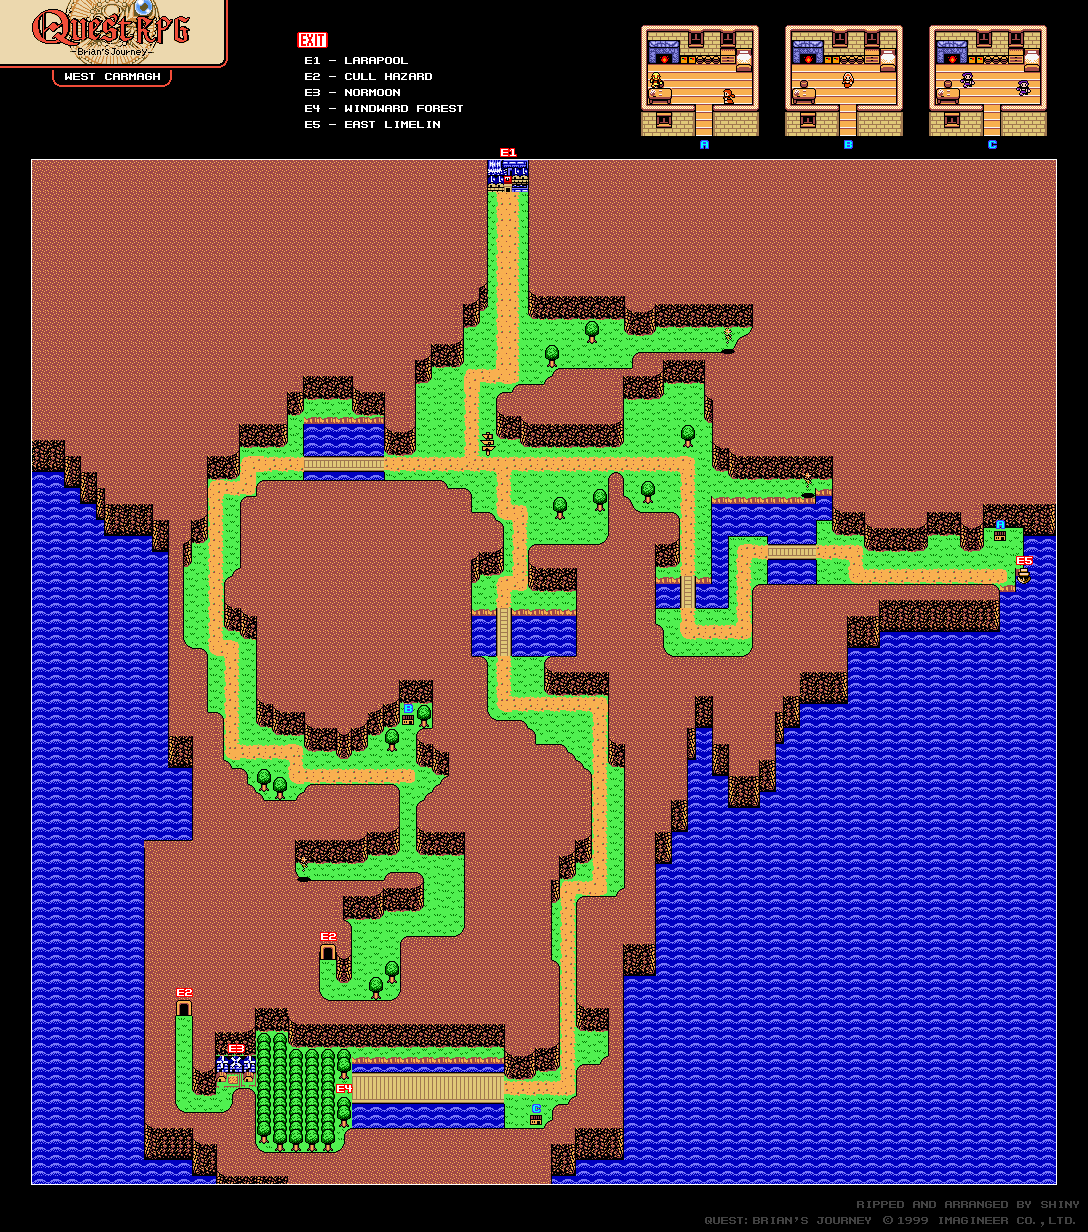 QuestRPG
-Brian's Journey-
WEST CARMAGH
EXIT
E1 - LARAPOOL
E2 - CULL HAZARD
E3 - NORMOON
E4 - WINDWARD FOREST
E5 - EAST LIMELIN
A
B
C
E1
A
E5
B
E2
E2
E3
E4
C
RIPPED AND ARRANGED BY SHINY
QUEST: BRIAN'S JOURNEY ©1999 IMAGINEER CO., LTD.